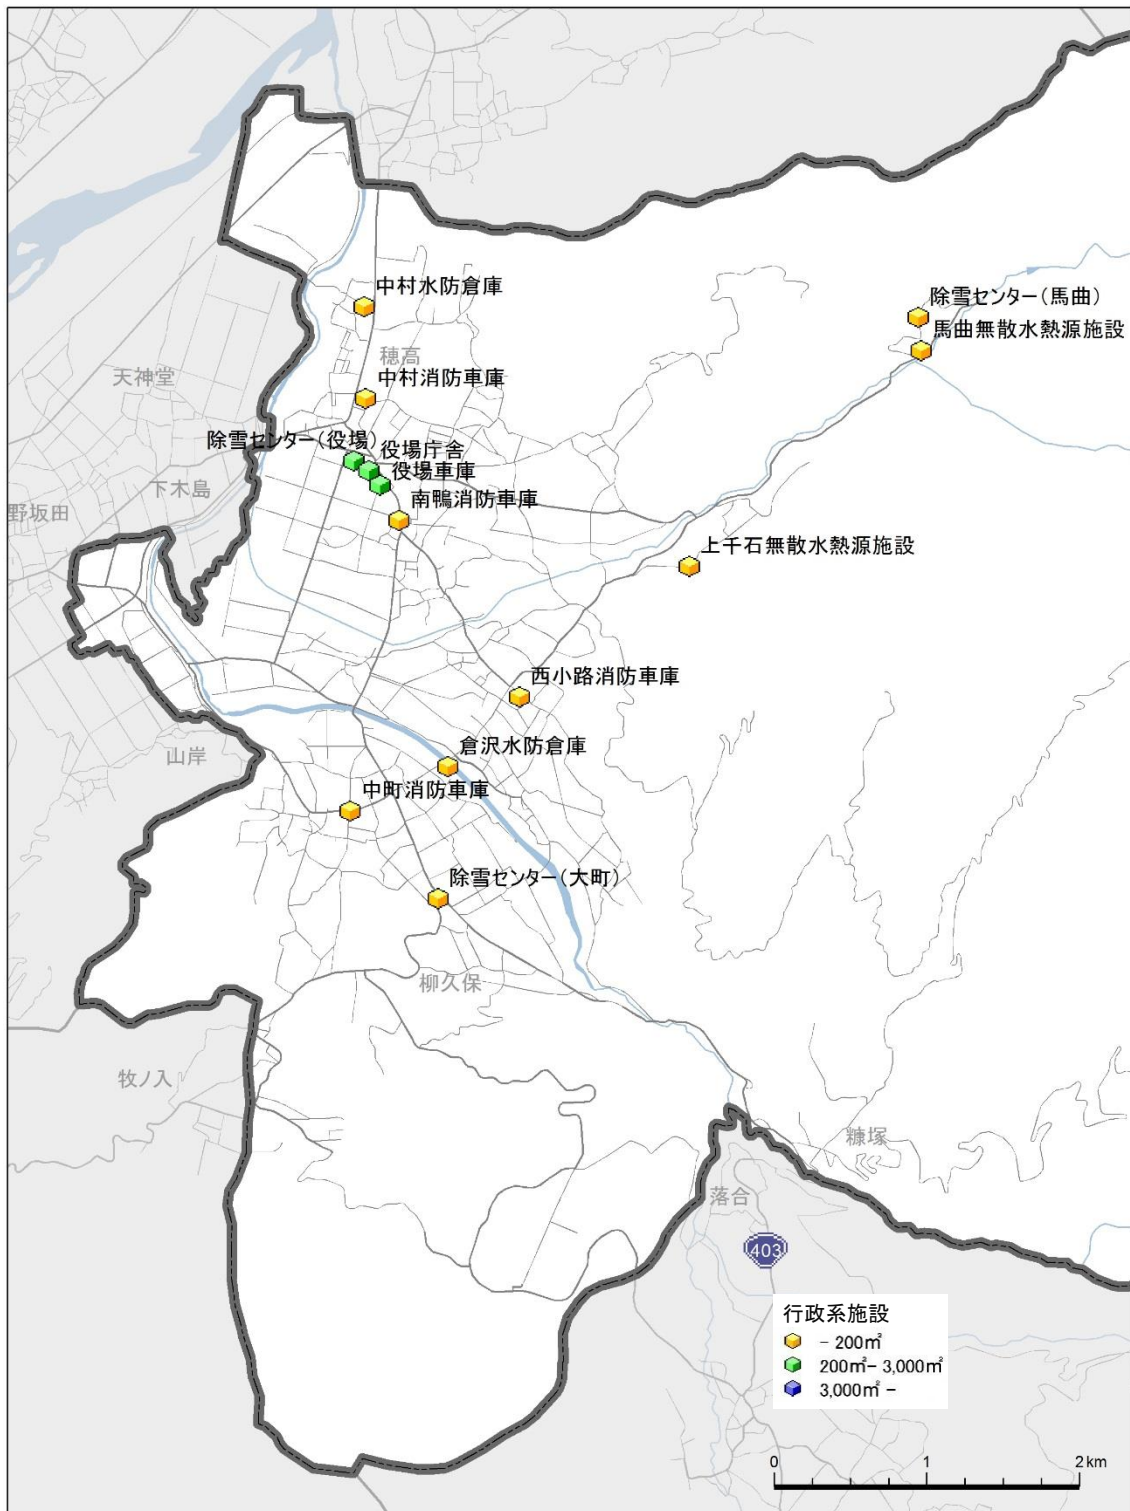 中村水防倉庫
除雪センター(馬曲)
馬曲無散水熱源施設
穂高
天神堂
中村消防車庫
除雪センター(役場)
役場庁舎
役場車庫
下木島
南鴨消防車庫
野坂田
上千石無散水熱源施設
西小路消防車庫
倉沢水防倉庫
山岸
中町消防車庫
除雪センター(大町)
柳久保
牧ノ入
糠塚
落合
403
行政系施設
- 200㎡
200㎡- 3,000㎡
3,000㎡ -
0 1 2 km